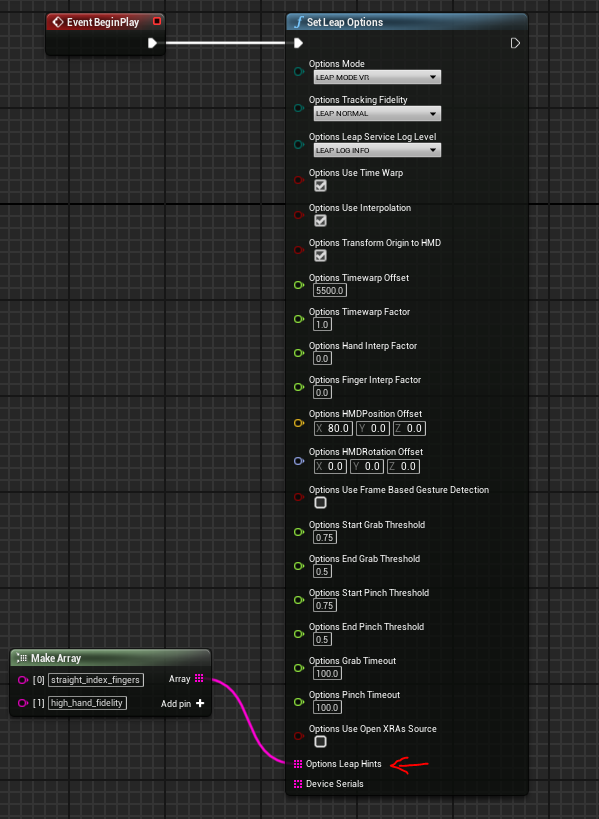 Event BeginPlay
Set Leap Options
Options Mode
LEAP MODE VR
Options Tracking Fidelity
LEAP NORMAL
Options Leap Service Log Level
LEAP LOG INFO
Options Use Time Warp
Options Use Interpolation
Options Transform Origin to HMD
Options Timewarp Offset
5500.0
Options Timewarp Factor
1.0
Options Hand Interp Factor
0.0
Options Finger Interp Factor
0.0
Options HMDPosition Offset
X 80.0 Y 0.0 Z 0.0
Options HMDRotation Offset
X 0.0 Y 0.0 Z 0.0
Options Use Frame Based Gesture Detection
Options Start Grab Threshold
0.75
Options End Grab Threshold
0.5
Options Start Pinch Threshold
0.75
Options End Pinch Threshold
0.5
Options Grab Timeout
100.0
Options Pinch Timeout
100.0
Options Use Open XRAs Source
Options Leap Hints
Device Serials
Make Array
[0] straight_index_fingers Array
[1] high_hand_fidelity Add pin +